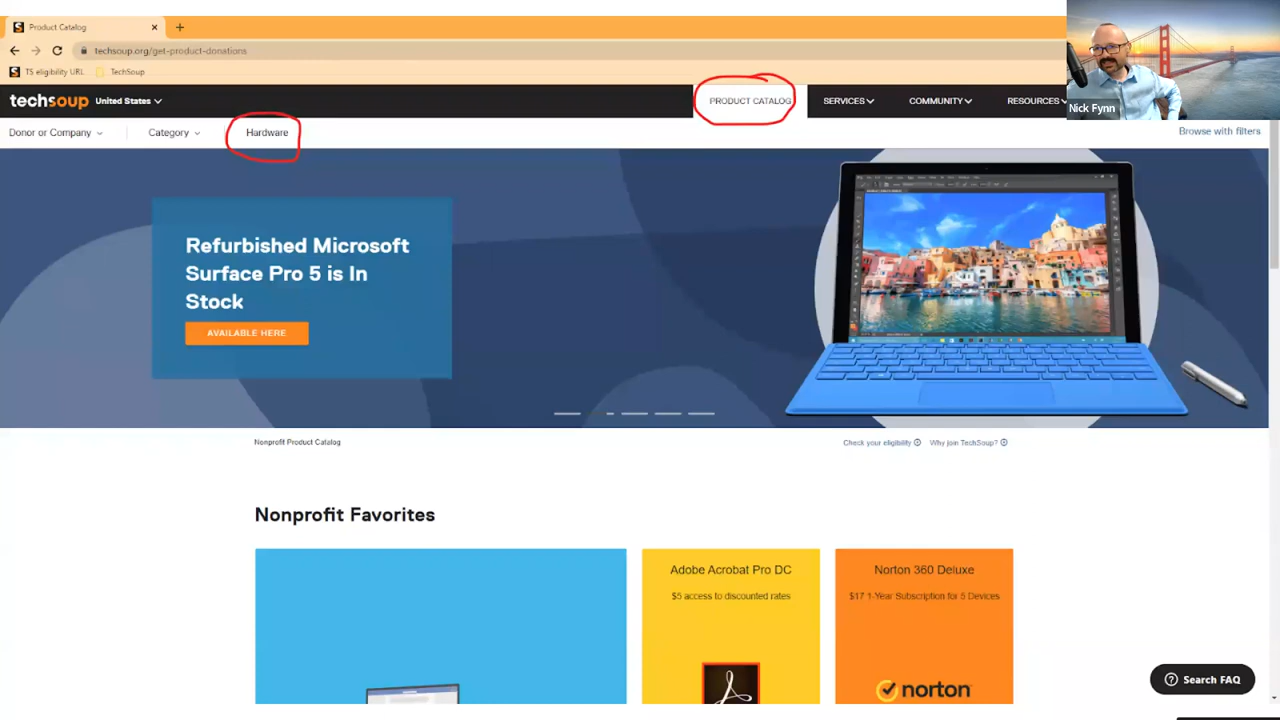 Product Catalog
techsoup.org/get-product-donations
TS eligibility URL
TechSoup
Nick Fynn
techsoup United States
PRODUCT CATALOG
SERVICES
COMMUNITY
RESOURCES
Donor or Company
Category
Hardware
Browse with filters
Refurbished Microsoft
Surface Pro 5 is In
Stock
AVAILABLE HERE
Nonprofit Product Catalog
Check your eligibility
Why join TechSoup?
Nonprofit Favorites
Adobe Acrobat Pro DC
$5 access to discounted rates
Norton 360 Deluxe
$17 1-Year Subscription for 5 Devices
norton
Search FAQ